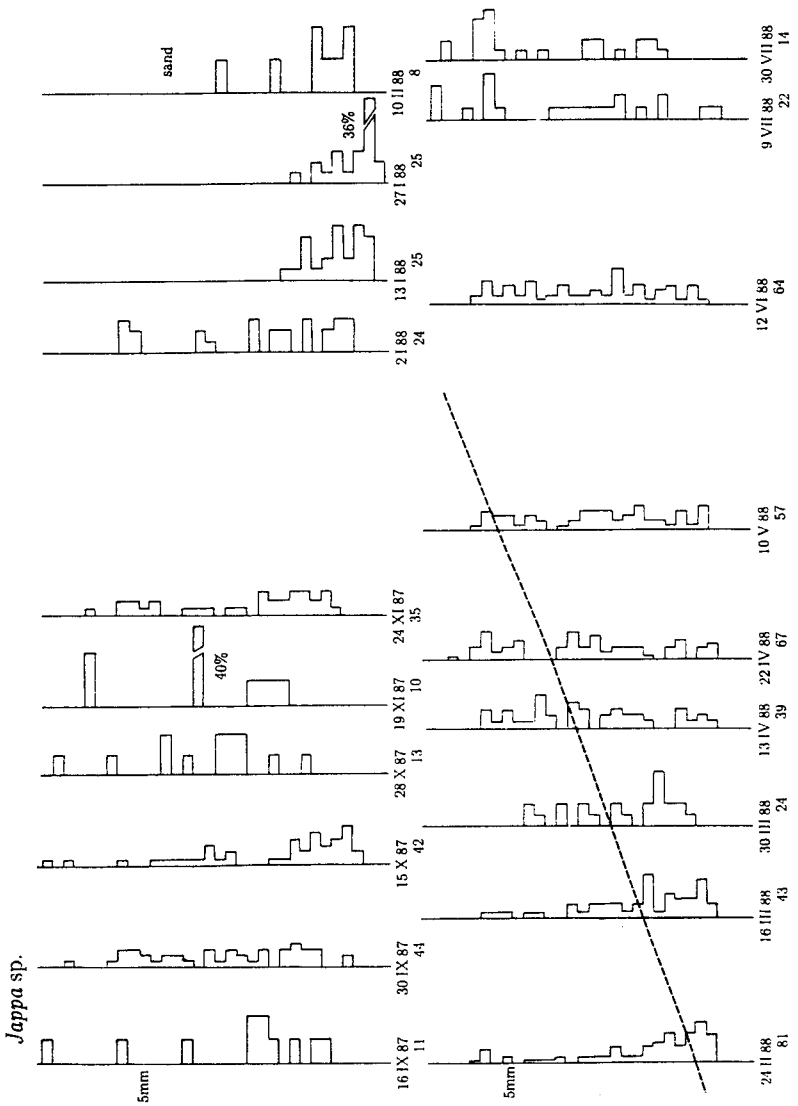 Jappa sp.
5mm
sand
40%
36%
16 IX 87
11
30 IX 87
44
15 X 87
42
28 X 87
13
19 XI 87
10
24 XI 87
35
2 I 88
24
13 I 88
25
27 I 88
25
10 II 88
8
5mm
24 II 88
81
16 III 88
43
30 III 88
24
13 IV 88
39
22 IV 88
67
10 V 88
57
12 VI 88
64
9 VII 88
22
30 VII 88
14